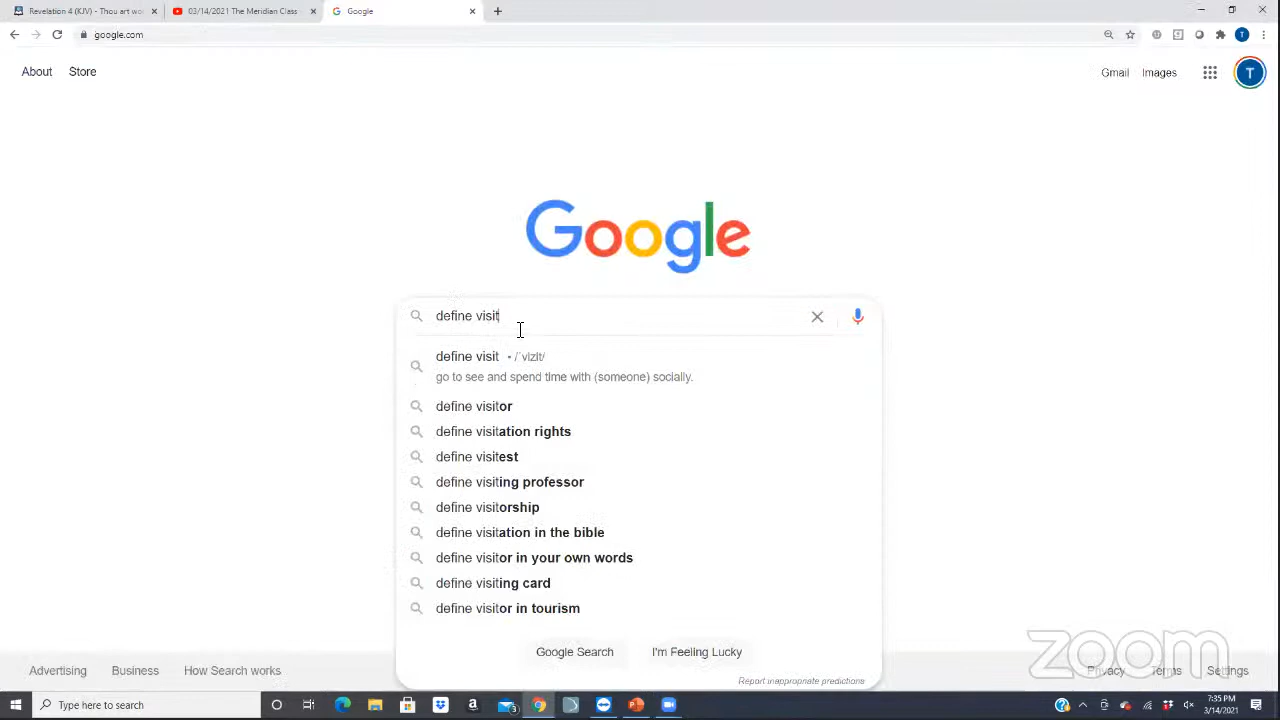 Revelation 4 (KJV) - Thou art wo
03/14/2021 The Meridian Class
Google
google.com
About Store
Gmail Images
T
Google
define visit
define visit • /ˈvizit/
go to see and spend time with (someone) socially.
define visitor
define visitation rights
define visitest
define visiting professor
define visitorship
define visitation in the bible
define visitor in your own words
define visiting card
define visitor in tourism
Google Search I'm Feeling Lucky
Report inappropriate predictions
Advertising Business How Search works
Privacy Terms Settings
zoom
Type here to search
7:35 PM
3/14/2021